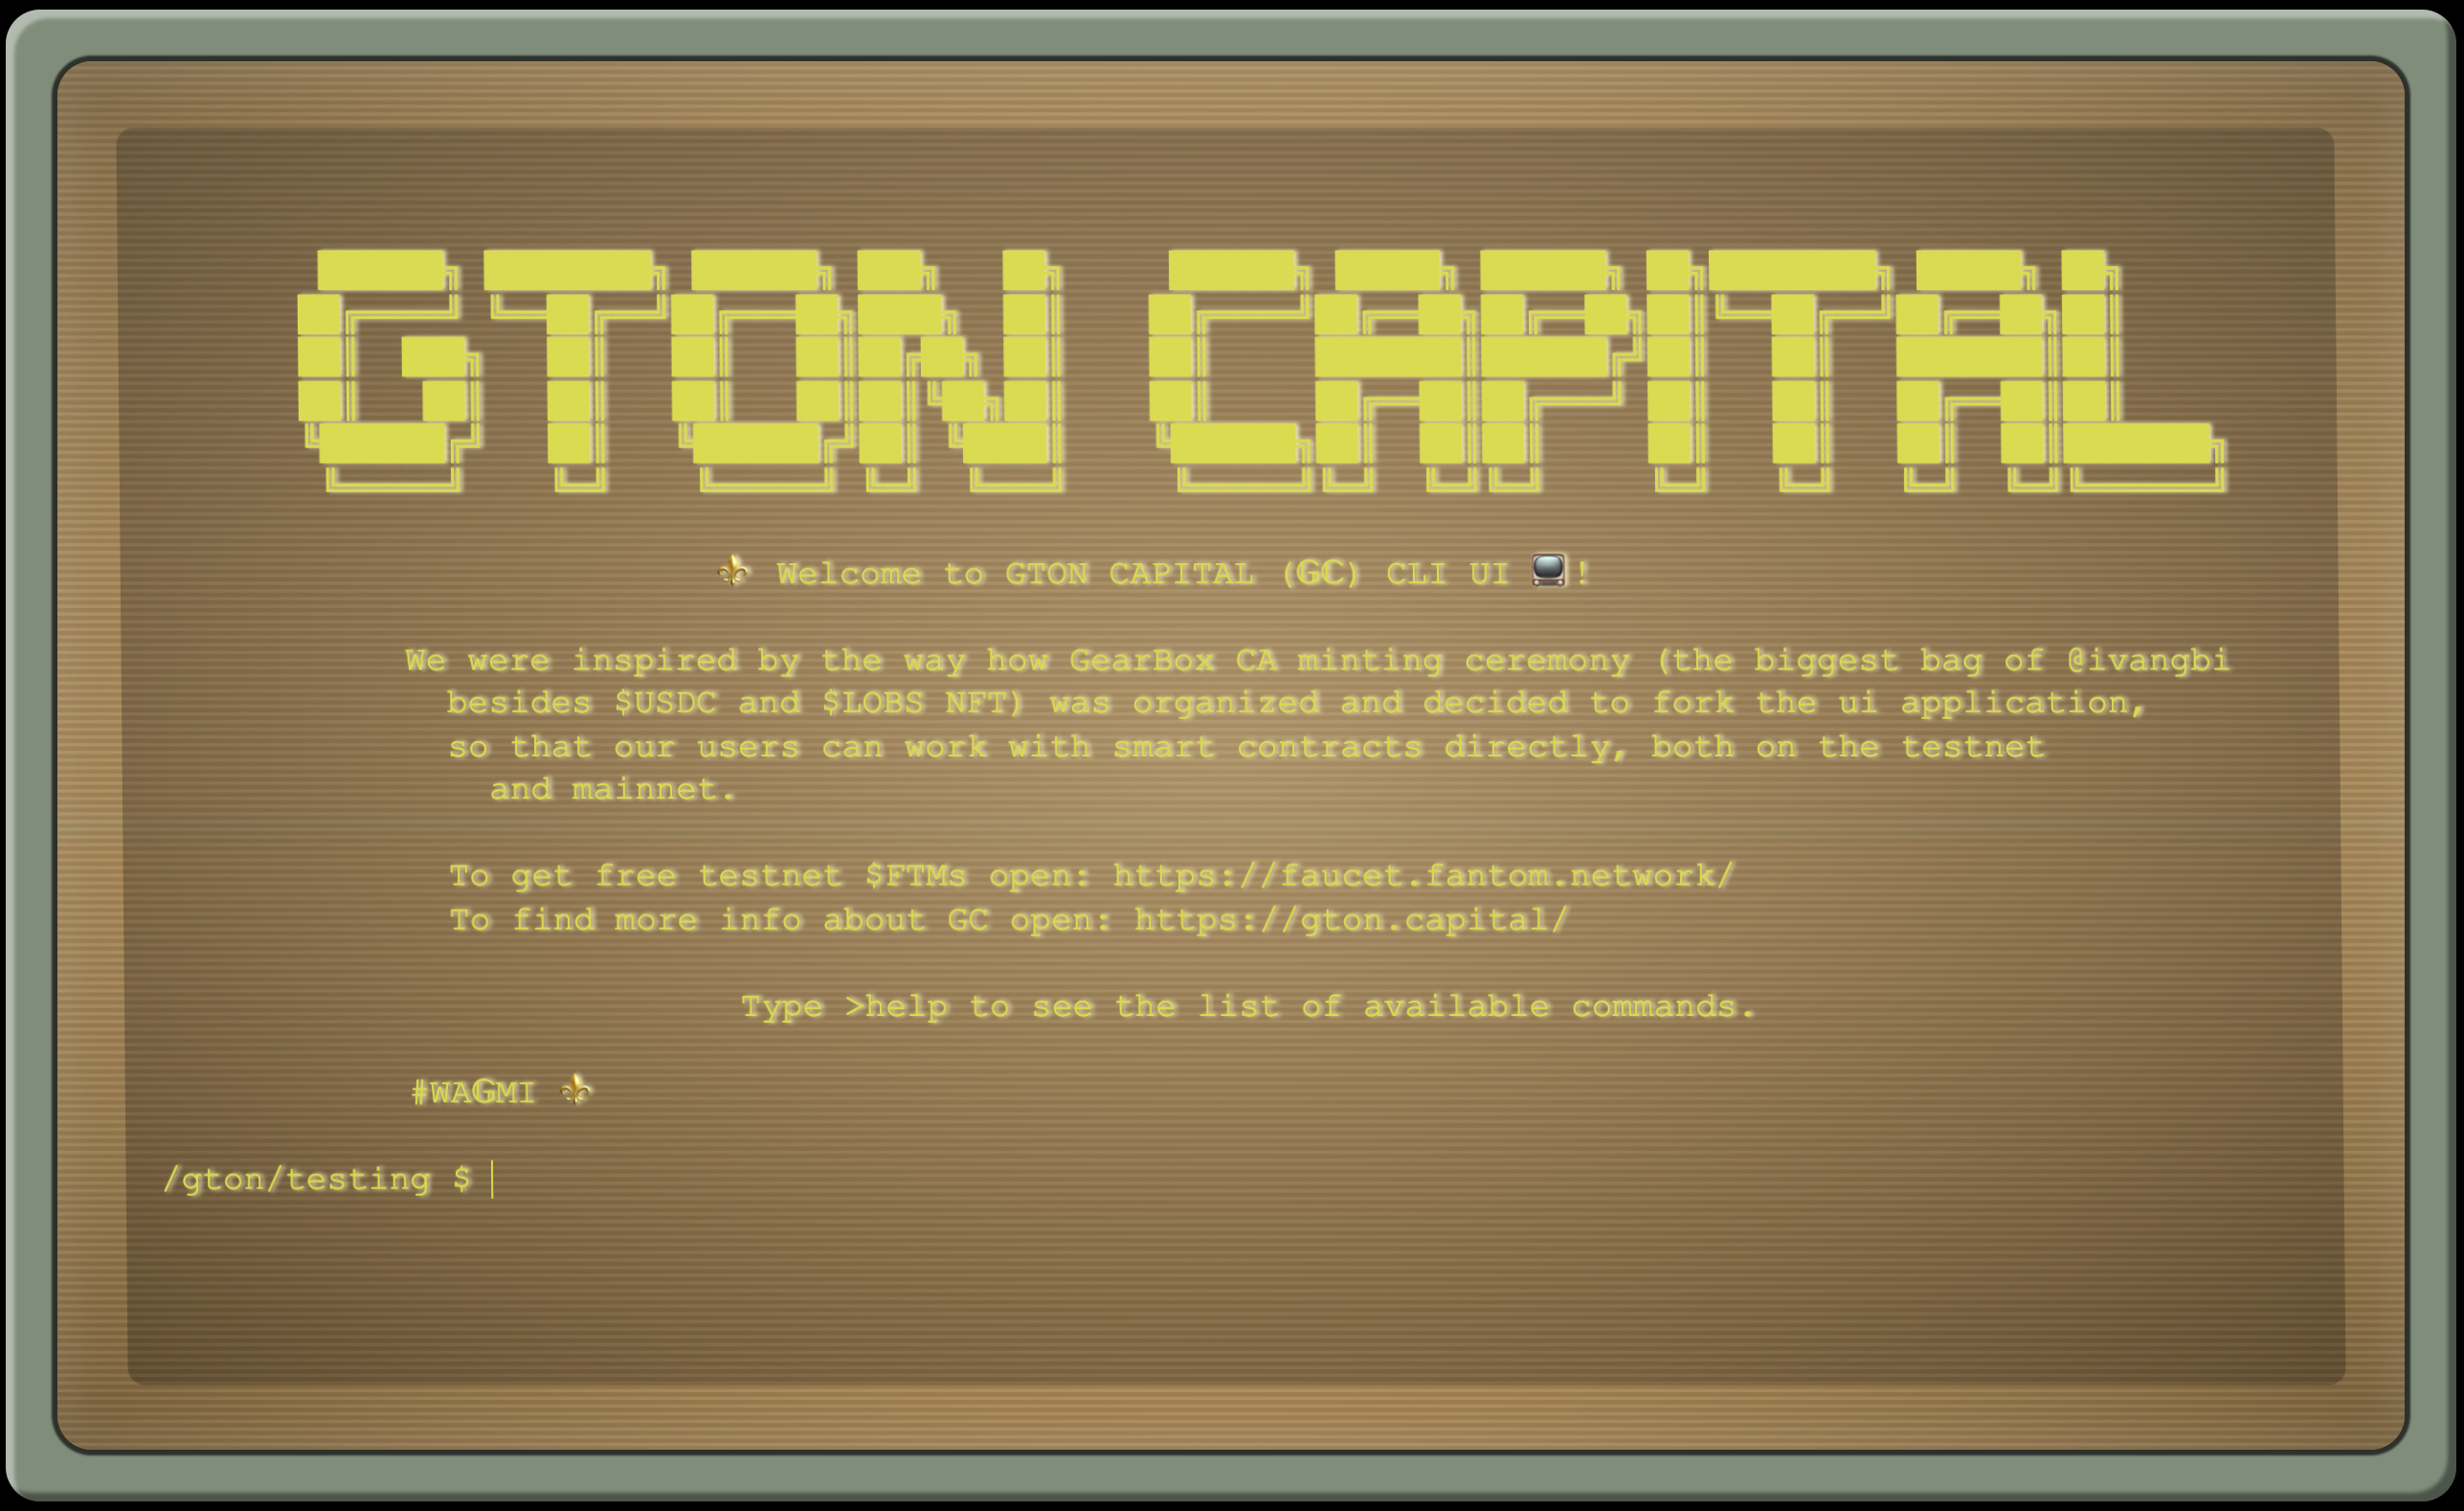 GTON CAPITAL
⚜️ Welcome to GTON CAPITAL (𝔾ℂ) CLI UI 📺!
We were inspired by the way how GearBox CA minting ceremony (the biggest bag of @ivangbi
besides $USDC and $LOBS NFT) was organized and decided to fork the ui application,
so that our users can work with smart contracts directly, both on the testnet
and mainnet.
To get free testnet $FTMs open: https://faucet.fantom.network/
To find more info about GC open: https://gton.capital/
Type >help to see the list of available commands.
#WAGMI ⚜️
/gton/testing $